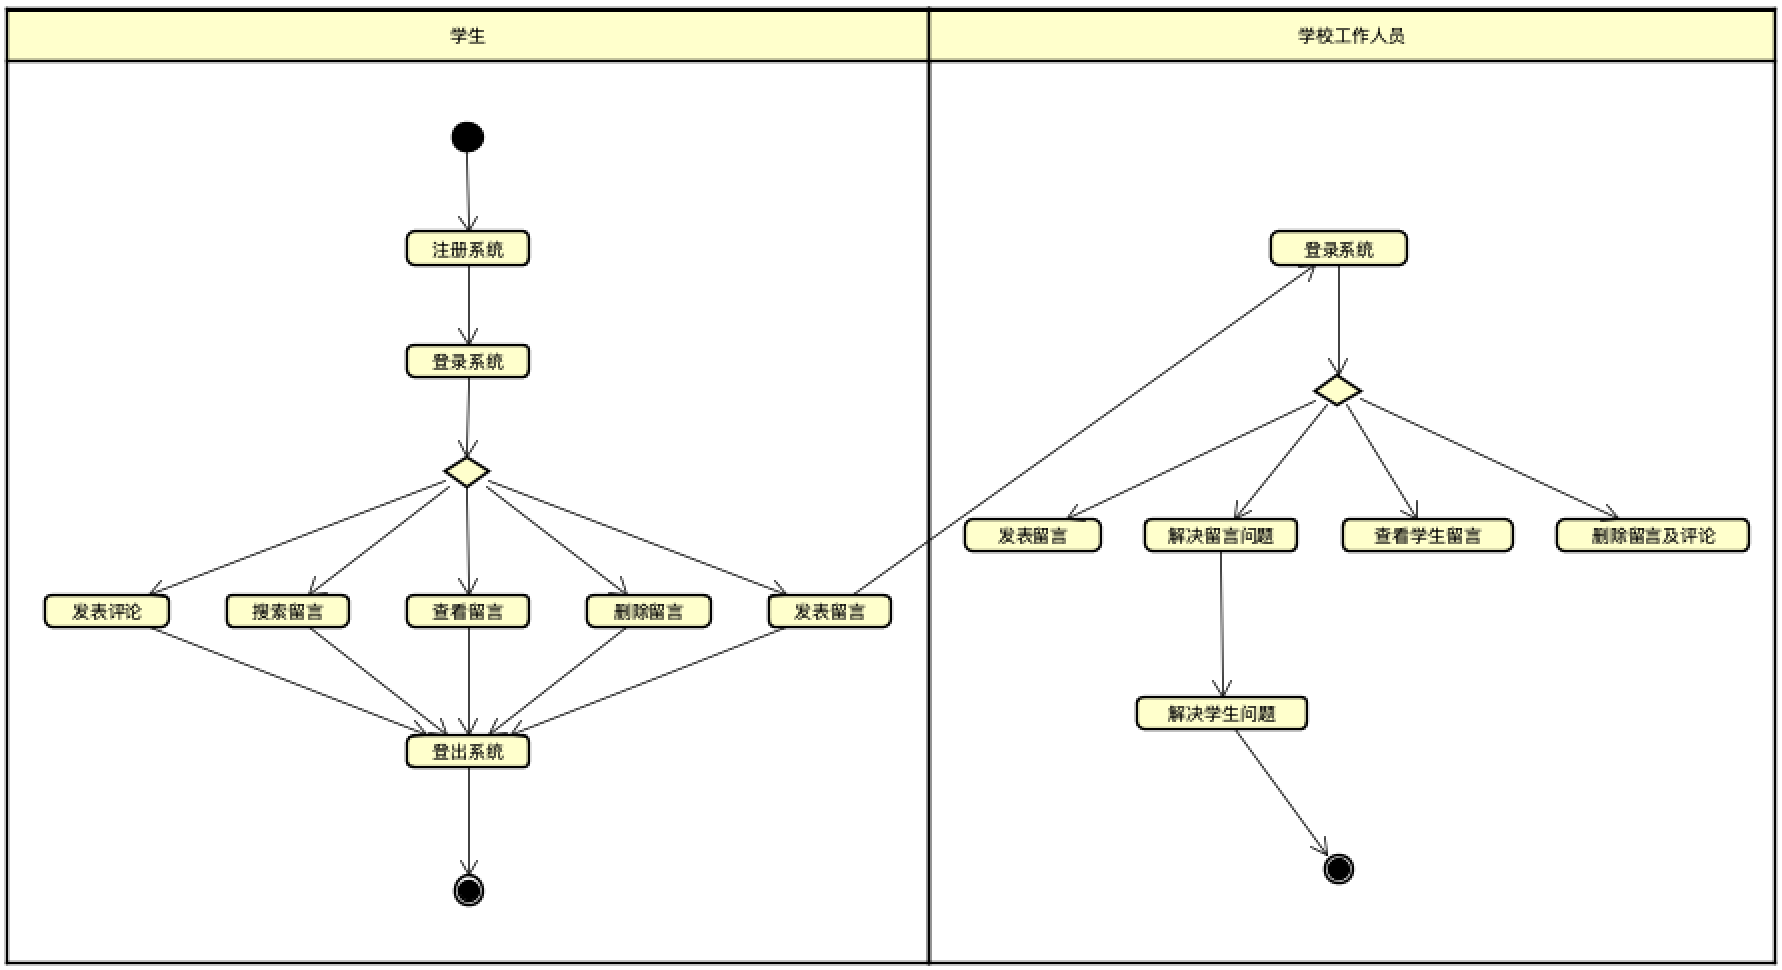 学生
学校工作人员
注册系统
登录系统
发表评论
搜索留言
查看留言
删除留言
发表留言
登出系统
登录系统
发表留言
解决留言问题
查看学生留言
删除留言及评论
解决学生问题